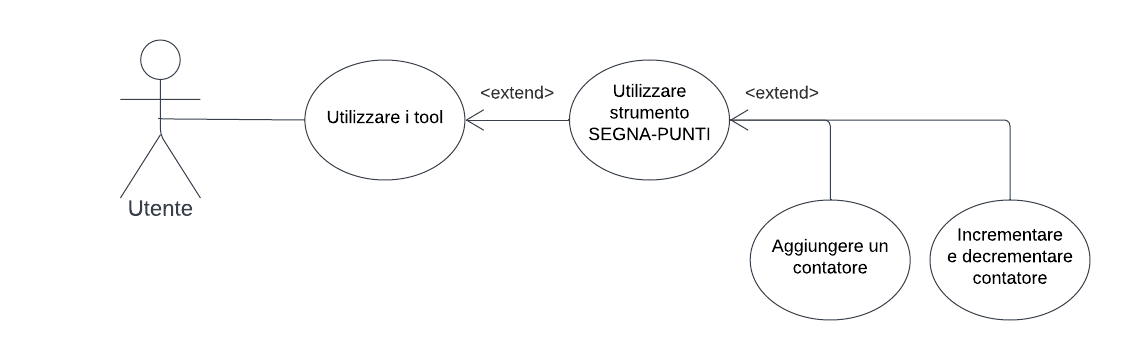 <extend>
<extend>
Utilizzare
strumento
SEGNA-PUNTI
Utilizzare i tool
Utente
Aggiungere un
contatore
Incrementare
e decrementare
contatore